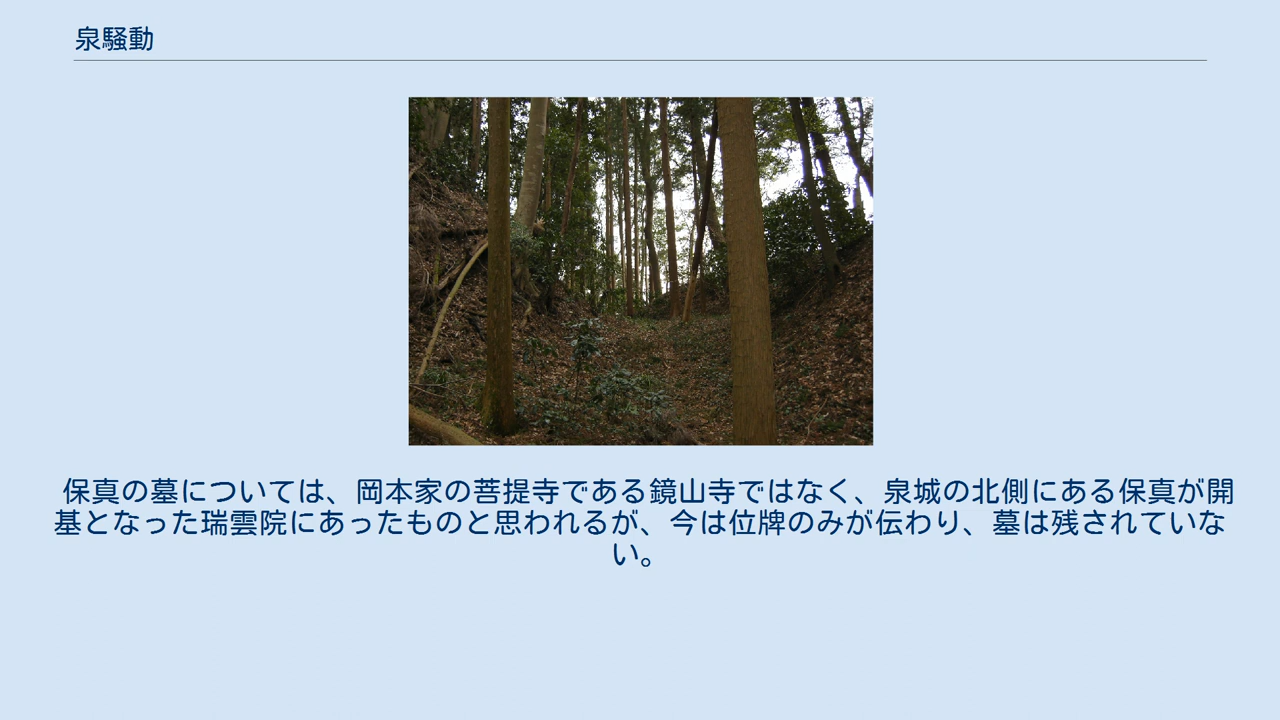 泉騒動
保真の墓については、岡本家の菩提寺である鏡山寺ではなく、泉城の北側にある保真が開
基となった瑞雲院にあったものと思われるが、今は位牌のみが伝わり、墓は残されていな
い。